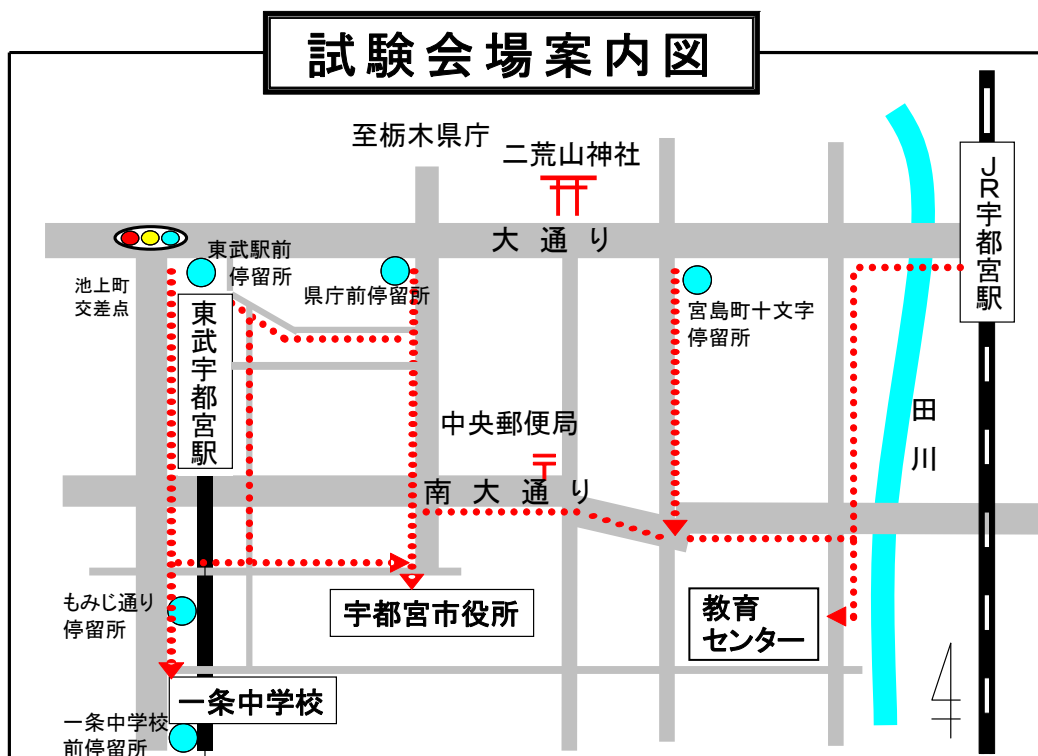 試験会場案内図
至栃木県庁
二荒山神社
大通り
JR宇都宮駅
東武駅前
停留所
池上町
交差点
県庁前停留所
宮島町十文字
停留所
東武宇都宮駅
田川
中央郵便局
〒
南大通り
もみじ通り
停留所
宇都宮市役所
教育
センター
一条中学校
一条中学校
前停留所